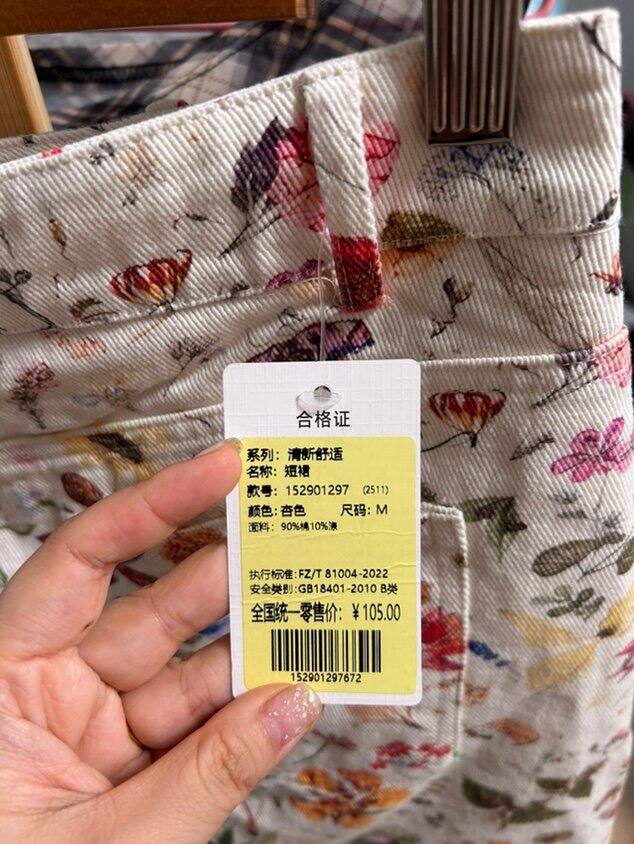 合格证
系列: 清新舒适
名称: 短裙
款号: 152901297 (2511)
颜色: 杏色 尺码: M
面料: 90%棉10%涤
执行标准:FZ/T 81004-2022
安全类别:GB18401-2010 B类
全国统一零售价: ¥105.00
152901297672